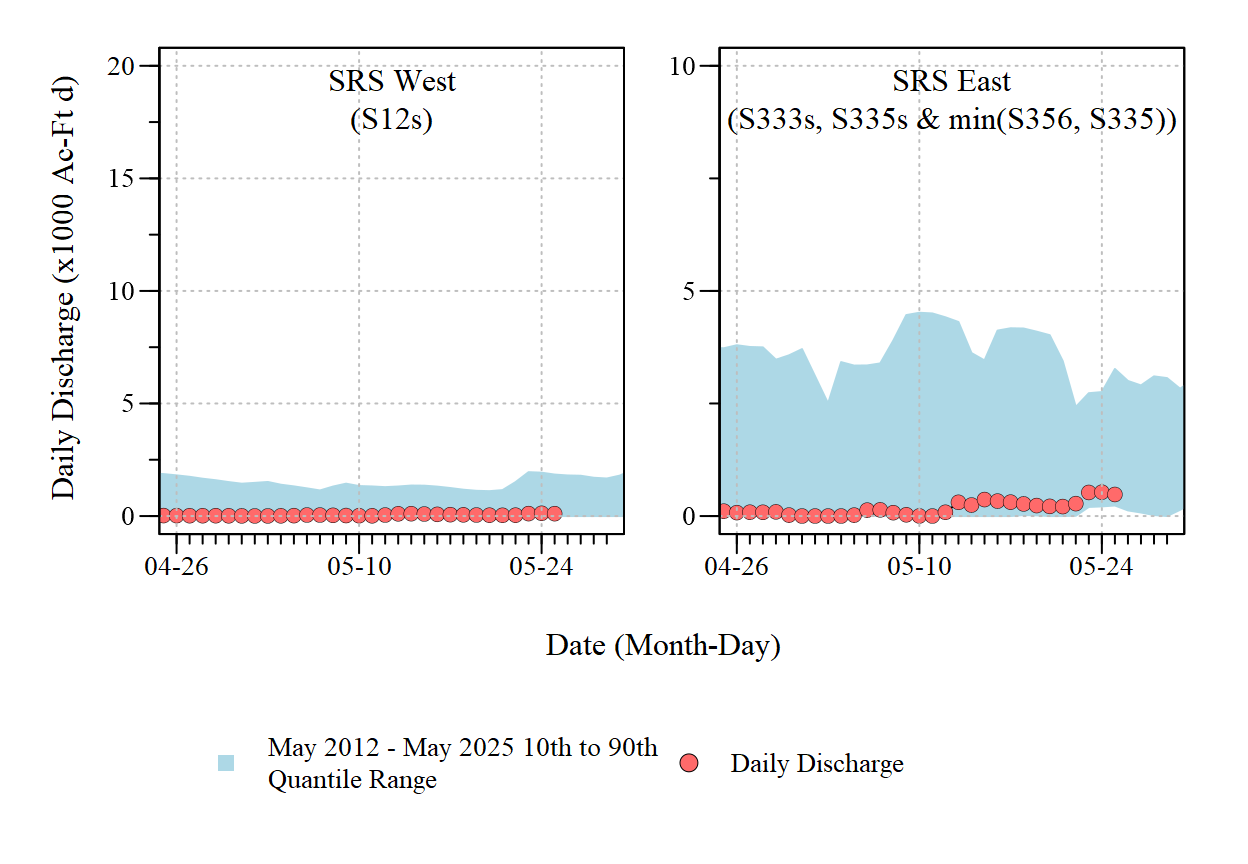 SRS West
(S12s)
SRS East
(S333s, S335s & min(S356, S335))
Daily Discharge (x1000 Ac-Ft d)
20
15
10
5
0
10
5
0
04-26
05-10
05-24
04-26
05-10
05-24
Date (Month-Day)
May 2012 - May 2025 10th to 90th
Quantile Range
Daily Discharge